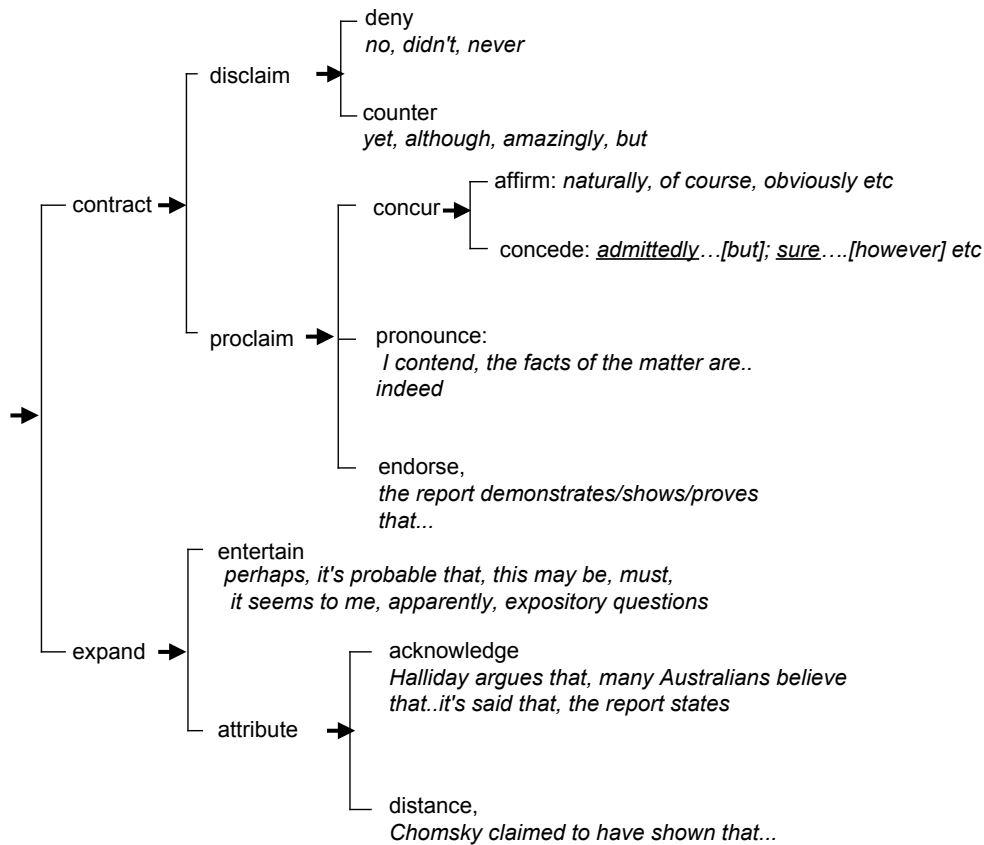 deny
no, didn't, never
disclaim
counter
yet, although, amazingly, but
affirm: naturally, of course, obviously etc
contract
concur
concede: admittedly…[but]; sure….[however] etc
proclaim
pronounce:
I contend, the facts of the matter are..
indeed
endorse,
the report demonstrates/shows/proves
that...
entertain
perhaps, it's probable that, this may be, must,
it seems to me, apparently, expository questions
expand
acknowledge
Halliday argues that, many Australians believe
that..it's said that, the report states
attribute
distance,
Chomsky claimed to have shown that...